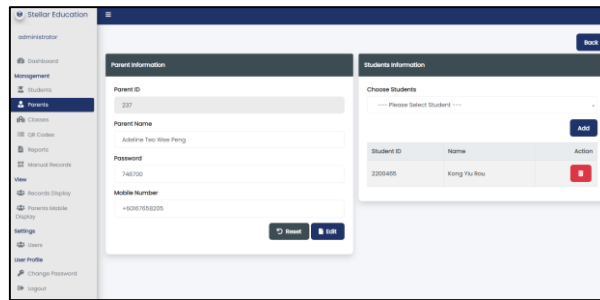 Stellar Education
administrator
Back
Dashboard
Management
Students
Parents
Classes
QR Codes
Reports
Manual Records
View
Records Display
Parents Mobile
Display
Settings
Users
User Profile
Change Password
Logout
Parent Information
Parent ID
237
Parent Name
Adeline Teo Wee Peng
Password
746700
Mobile Number
+60167658205
Reset
Edit
Students Information
Choose Students
---- Please Select Student ----
Add
Student ID Name Action
2200465 Kong Yiu Rou